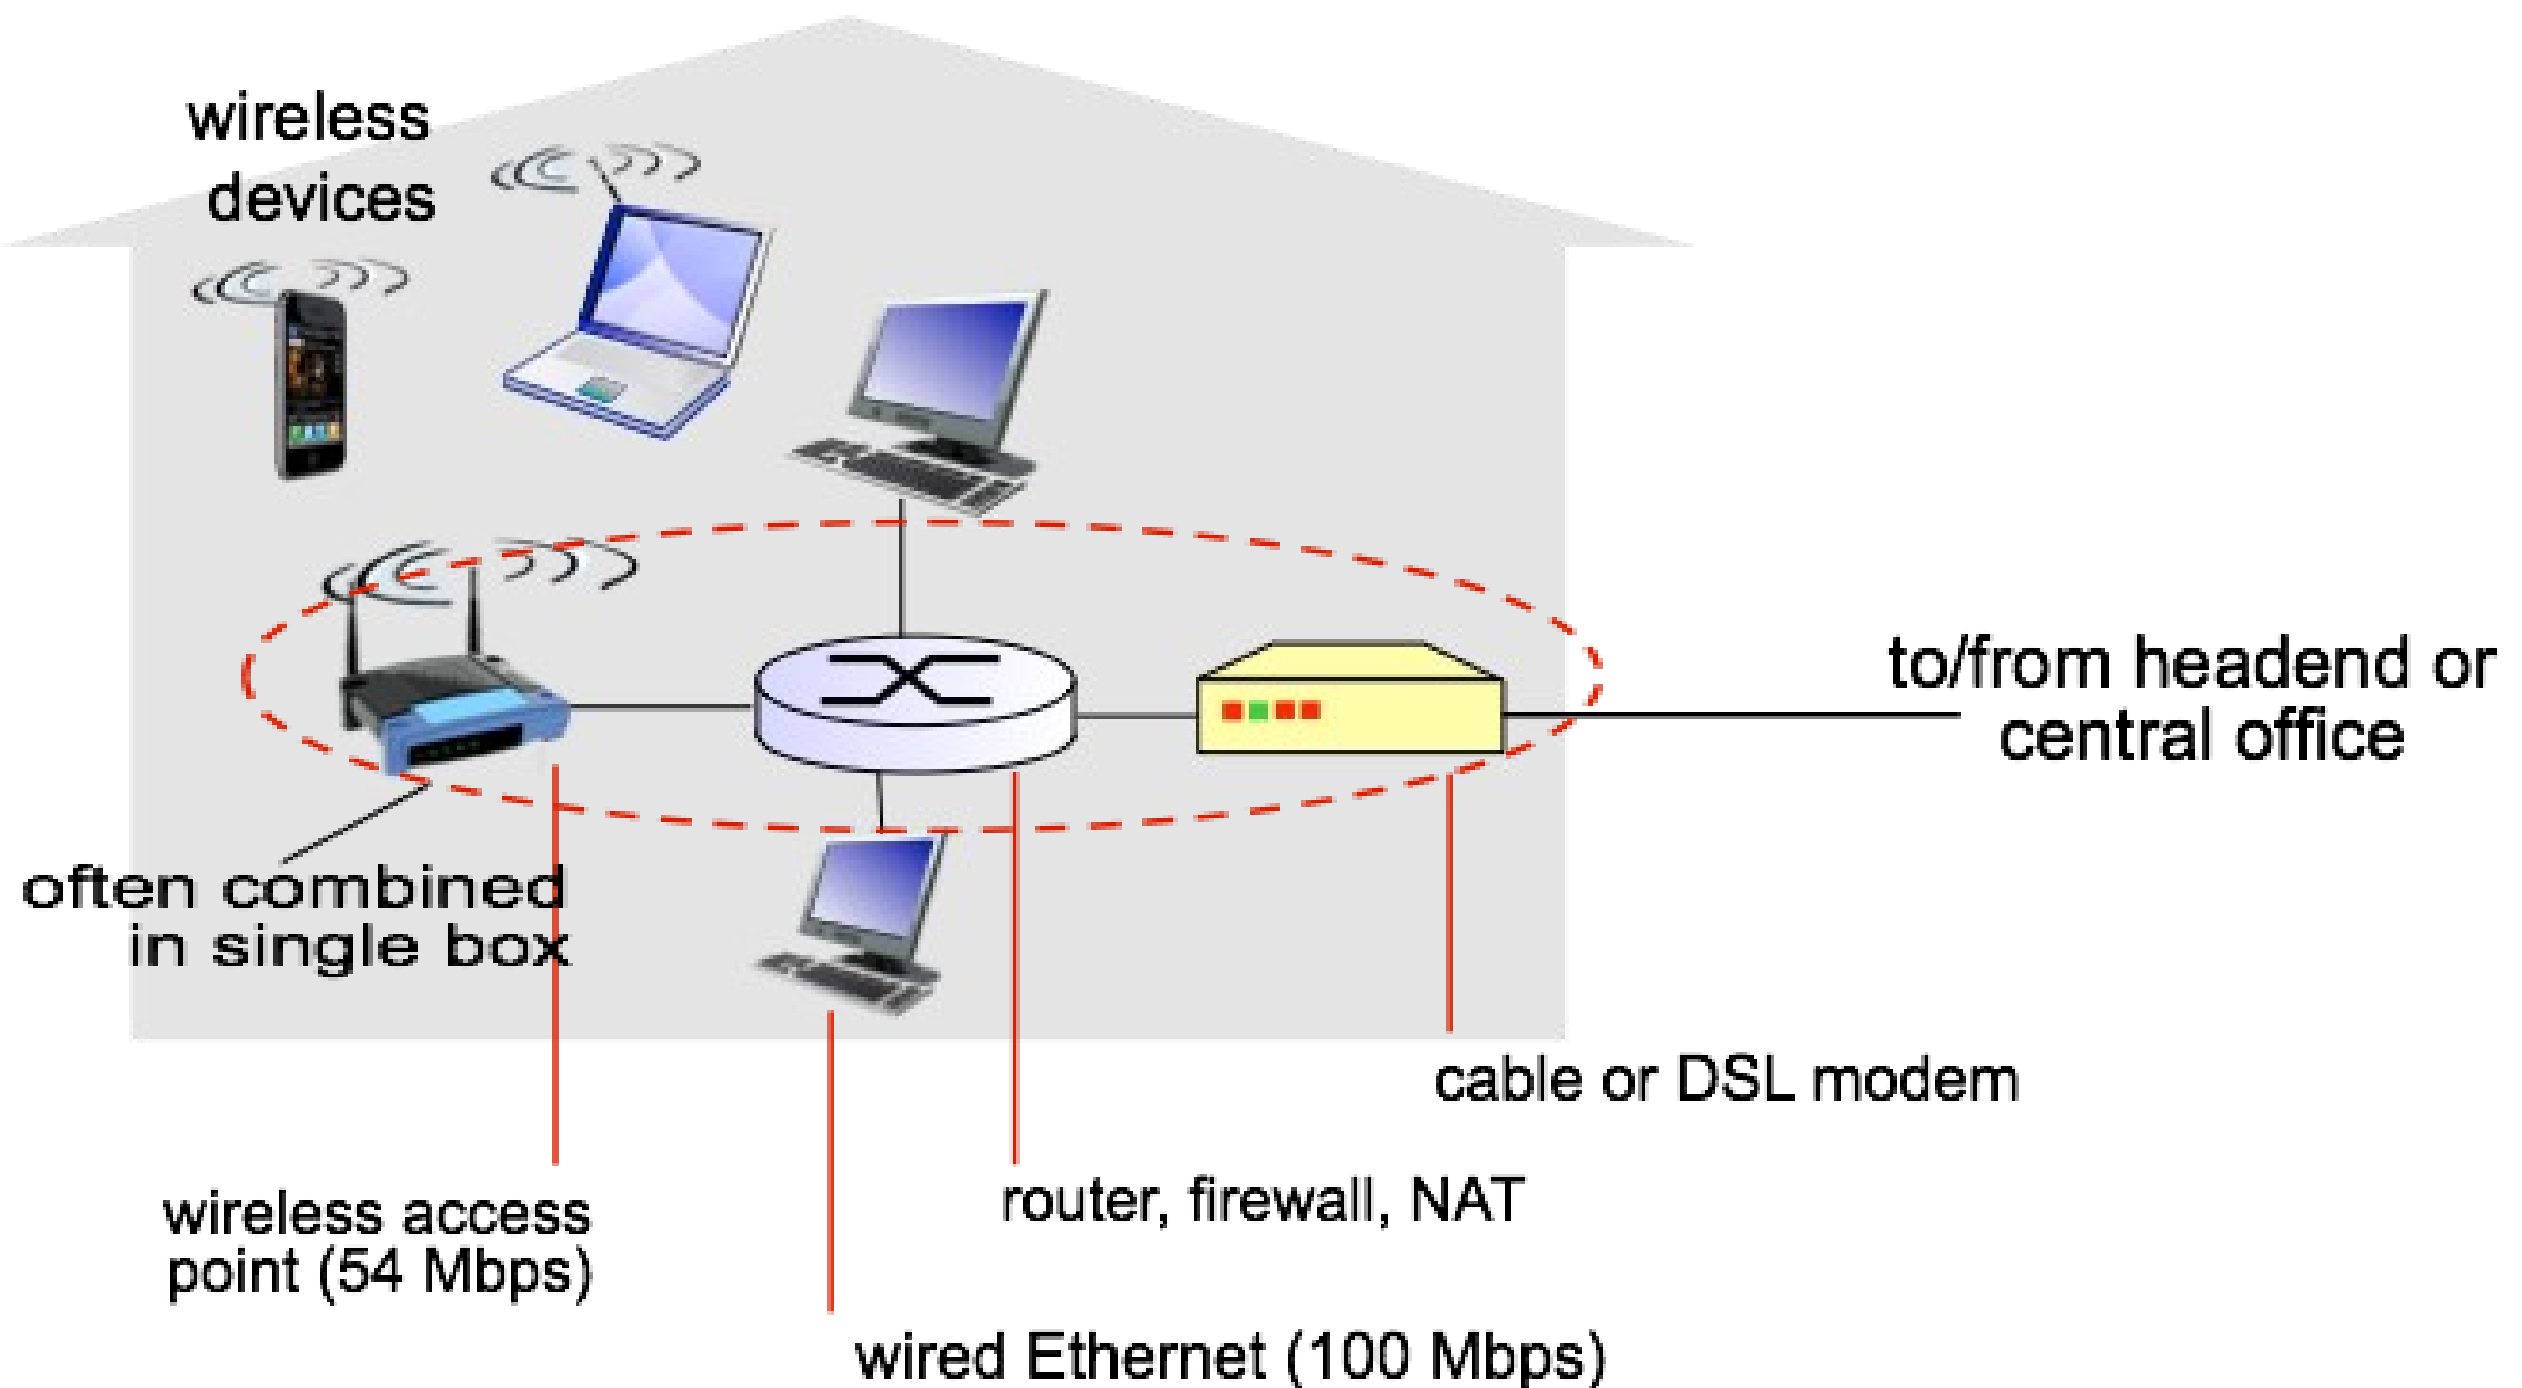 wireless
devices
to/from headend or
central office
often combined
in single box
cable or DSL modem
router, firewall, NAT
wireless access
point (54 Mbps)
wired Ethernet (100 Mbps)